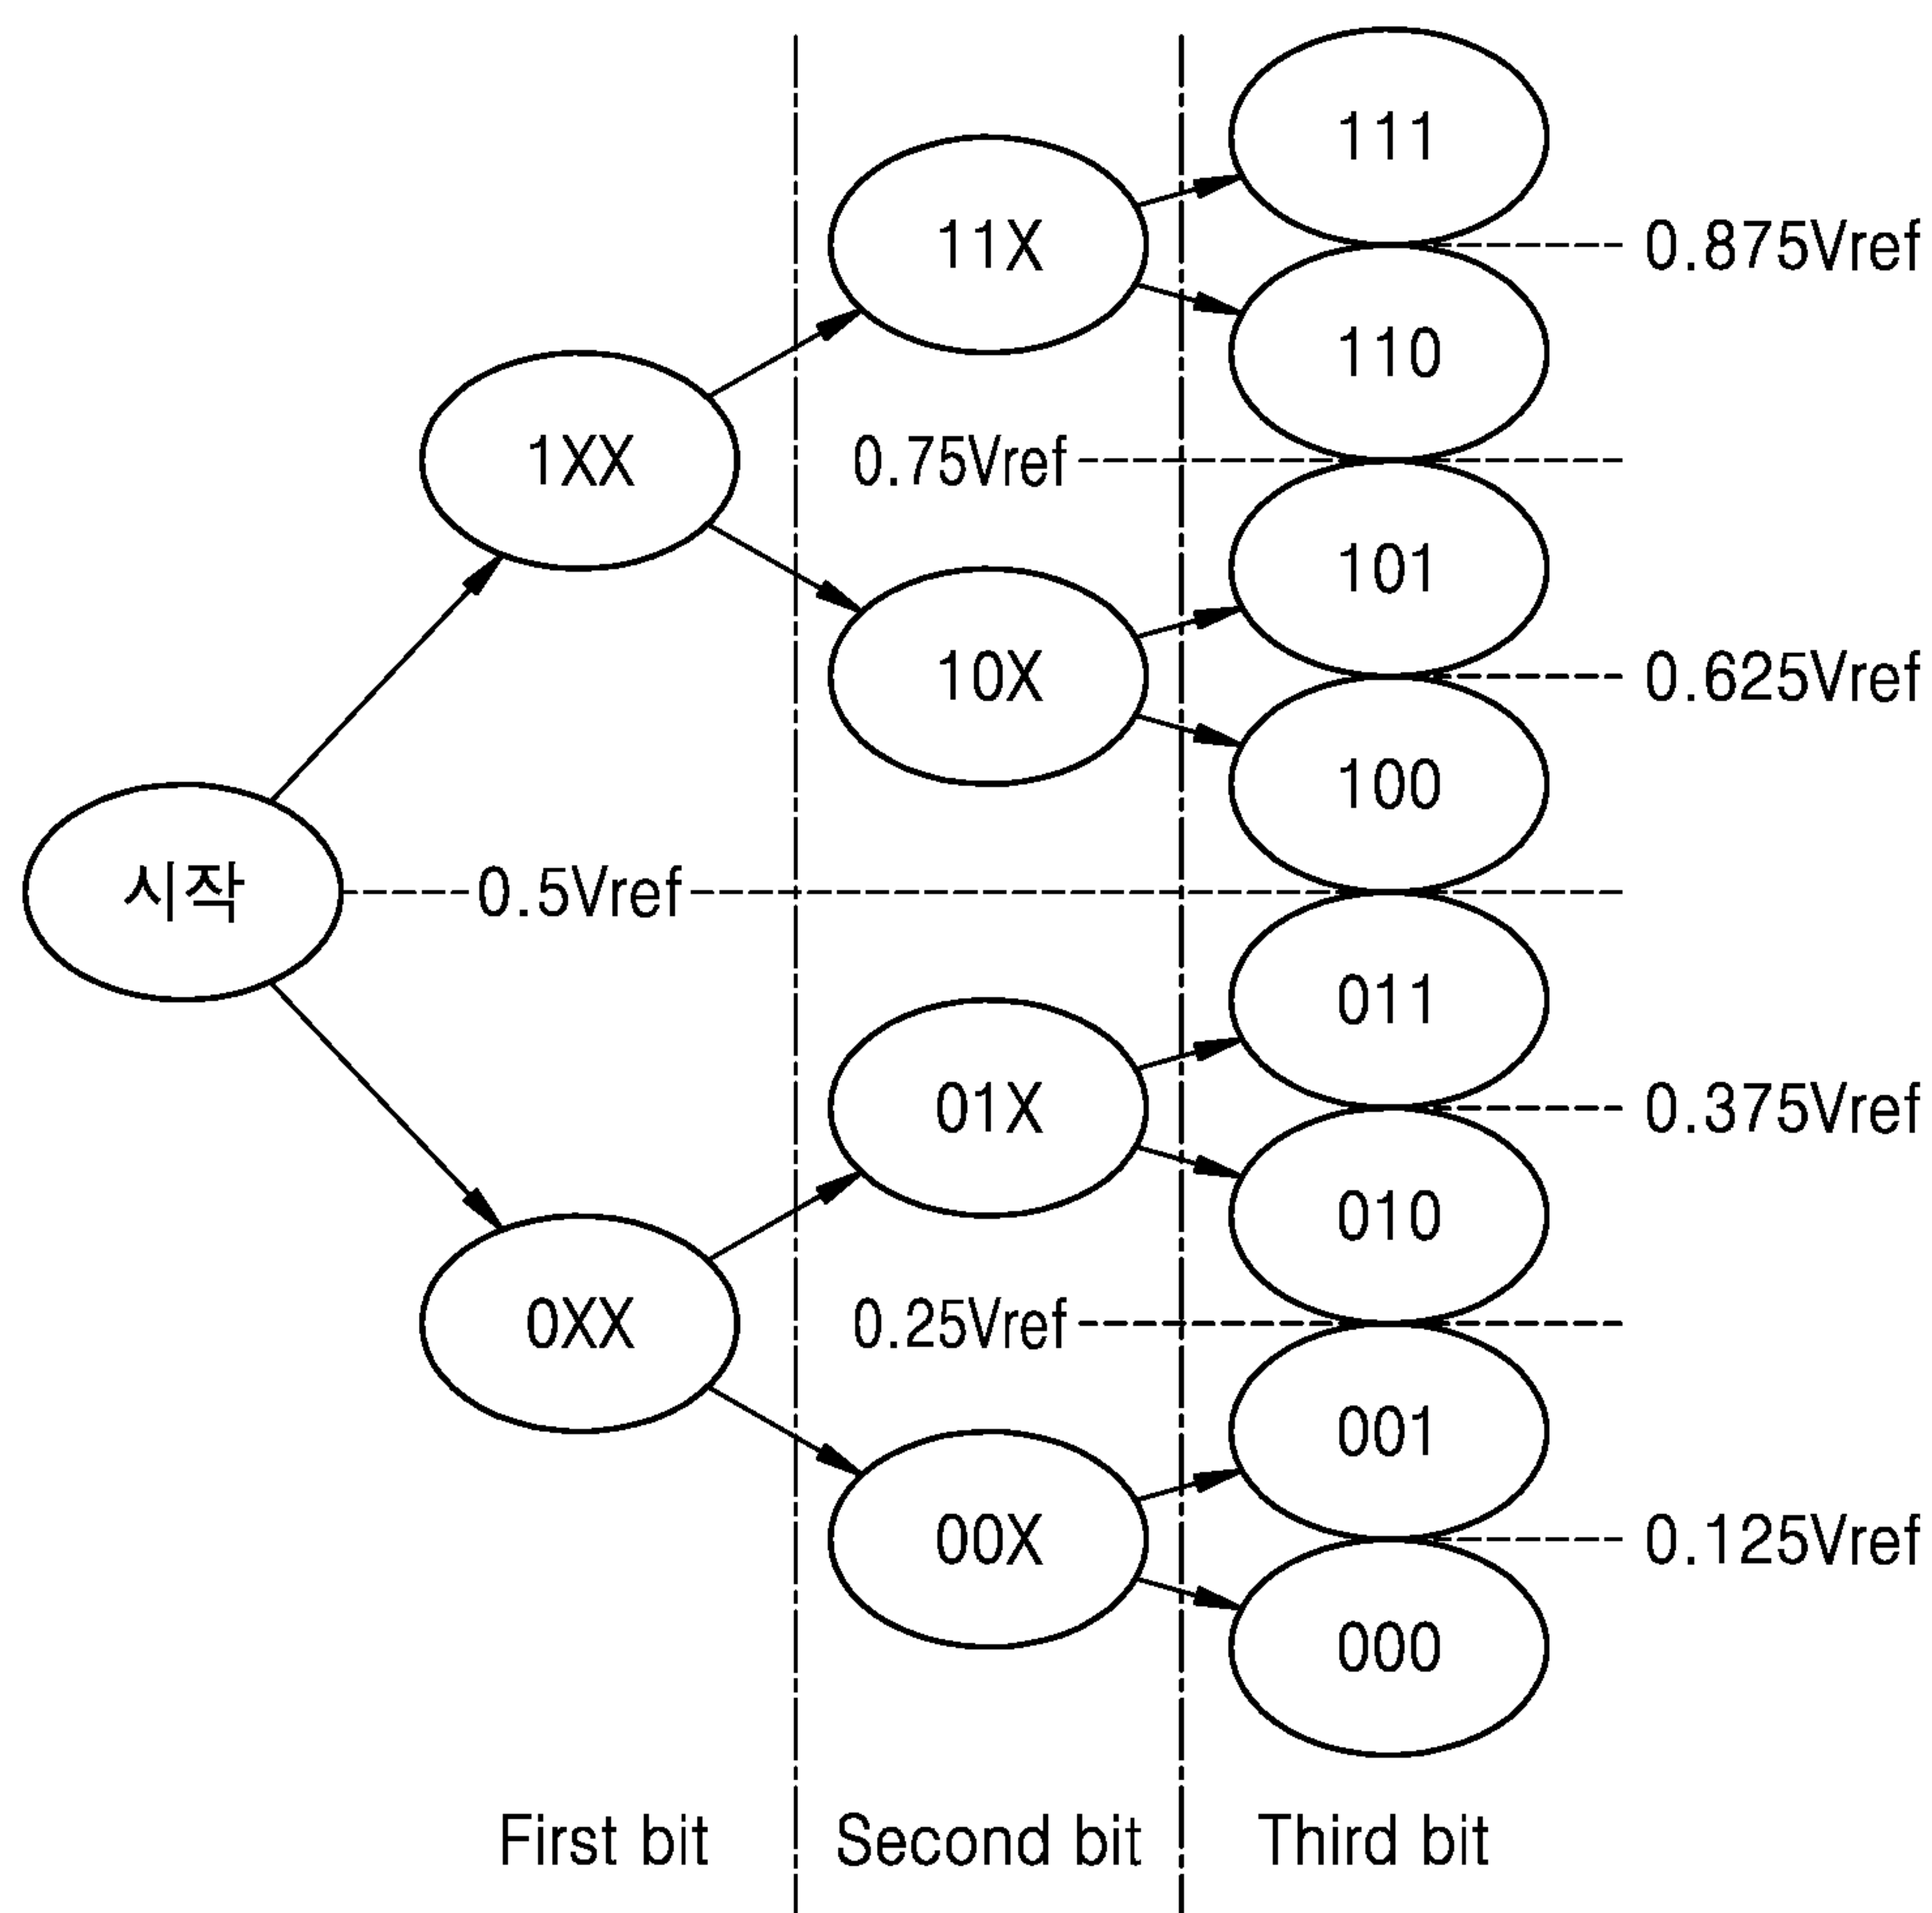 111
0.875Vref
11X
110
1XX
0.75Vref
101
10X
0.625Vref
100
시작
0.5Vref
011
01X
0.375Vref
010
0XX
0.25Vref
001
00X
0.125Vref
000
First bit
Second bit
Third bit